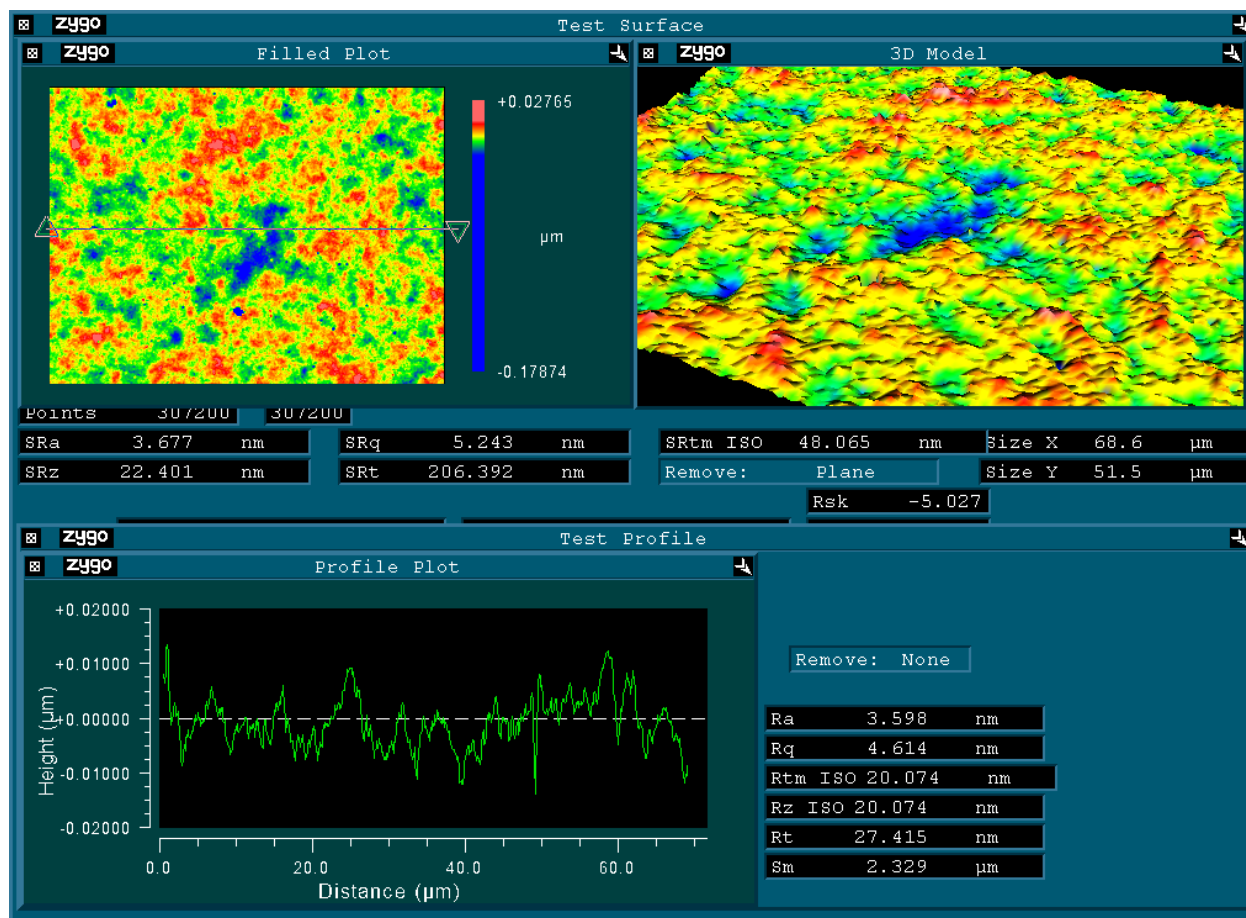 zygo Test Surface
zygo Filled Plot
+0.02765
µm
-0.17874
zygo 3D Model
Points 307200 307200
SRa 3.677 nm SRq 5.243 nm SRtm ISO 48.065 nm Size X 68.6 µm
SRz 22.401 nm SRt 206.392 nm Remove: Plane Size Y 51.5 µm
Rsk -5.027
zygo Test Profile
zygo Profile Plot
Height (µm)
+0.02000
+0.01000
+0.00000
-0.01000
-0.02000
0.0 20.0 40.0 60.0
Distance (µm)
Remove: None
Ra 3.598 nm
Rq 4.614 nm
Rtm ISO 20.074 nm
Rz ISO 20.074 nm
Rt 27.415 nm
Sm 2.329 µm